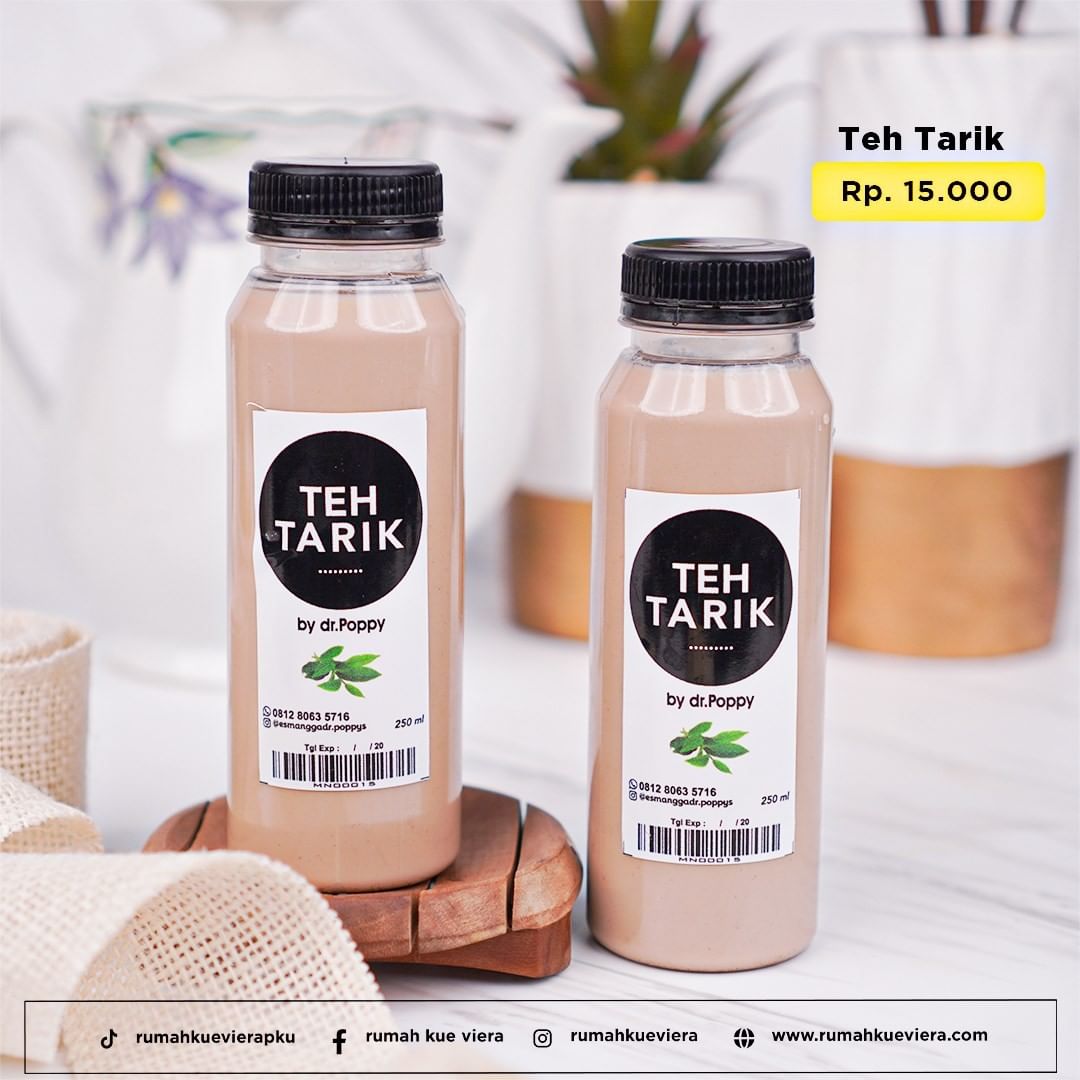 Teh Tarik
Rp. 15.000
TEH
TARIK
by dr.Poppy
0812 8063 5716
@esmanggadr.poppys
250 ml
Tgl Exp : / / 20
MN00015
TEH
TARIK
by dr.Poppy
0812 8063 5716
@esmanggadr.poppys
250 ml
Tgl Exp : / / 20
MN00015
rumahkuevierapku
rumah kue viera
rumahkueviera
www.rumahkueviera.com